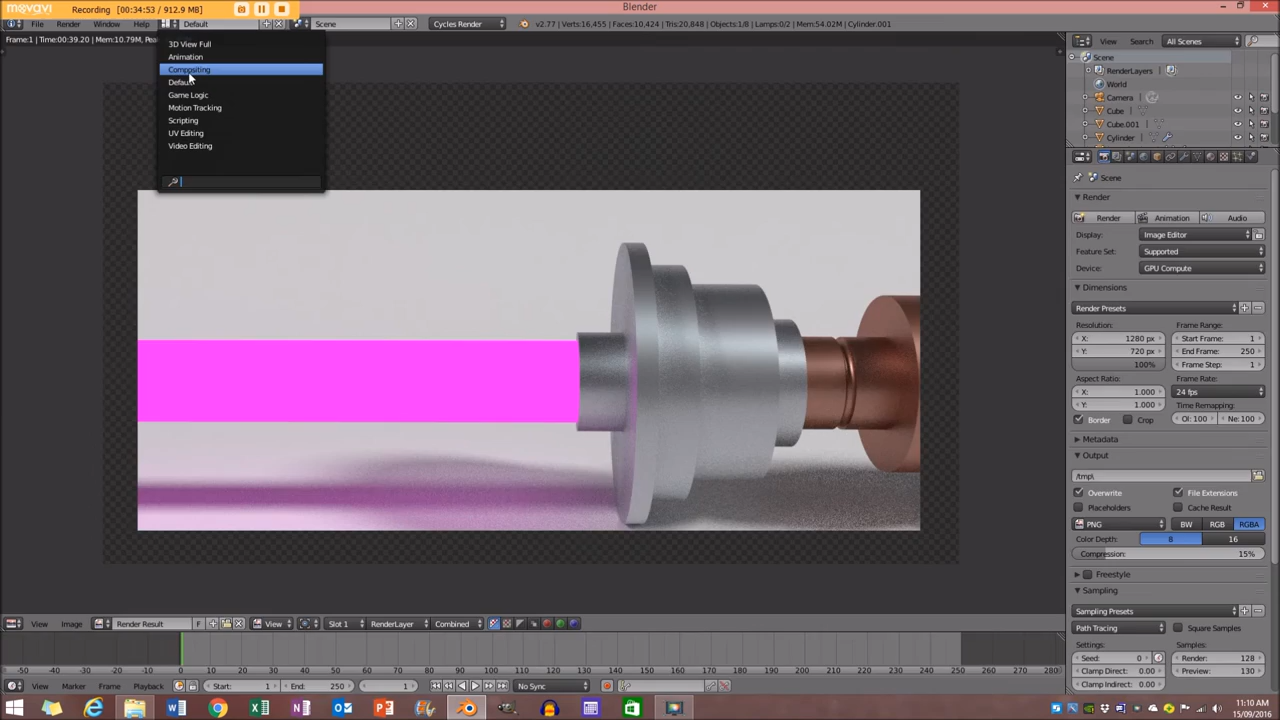 movavi
Recording [00:34:53 / 912.9 MB]
Blender
File Render Window Help Default Scene Cycles Render v2.77 | Verts:16,455 | Faces:10,424 | Tris:20,848 | Objects:1/8 | Lamps:0/2 | Mem:54.02M | Cylinder.001
Frame:1 | Time:00:39.20 | Mem:10.79M,
3D View Full
Animation
Compositing
Game Logic
Motion Tracking
Scripting
UV Editing
Video Editing
View Search All Scenes
Scene
RenderLayers
World
Camera
Cube
Cube.001
Cylinder
Scene
Render
Render Animation Audio
Display: Image Editor
Feature Set: Supported
Device: GPU Compute
Dimensions
Render Presets
Resolution: Frame Range:
X: 1280 px Start Frame: 1
Y: 720 px End Frame: 250
100% Frame Step: 1
Aspect Ratio: Frame Rate:
X: 1.000 24 fps
Y: 1.000 Time Remapping:
Border Crop Ol: 100 Ne: 100
Metadata
Output
/tmp\
Overwrite File Extensions
Placeholders Cache Result
PNG BW RGB RGBA
Color Depth: 8 16
Compression: 15%
Freestyle
Sampling
Sampling Presets
Path Tracing Square Samples
Settings: Samples:
Seed: 0 Render: 128
Clamp Direct: 0.00 Preview: 130
Clamp Indirect: 0.00
View Image Render Result F View Slot 1 RenderLayer Combined
-50 -40 -30 -20 -10 0 10 20 30 40 50 60 70 80 90 100 110 120 130 140 150 160 170 180 190 200 210 220 230 240 250 260 270 280
View Marker Frame Playback Start: 1 End: 250 1 No Sync
11:10 AM
15/09/2016